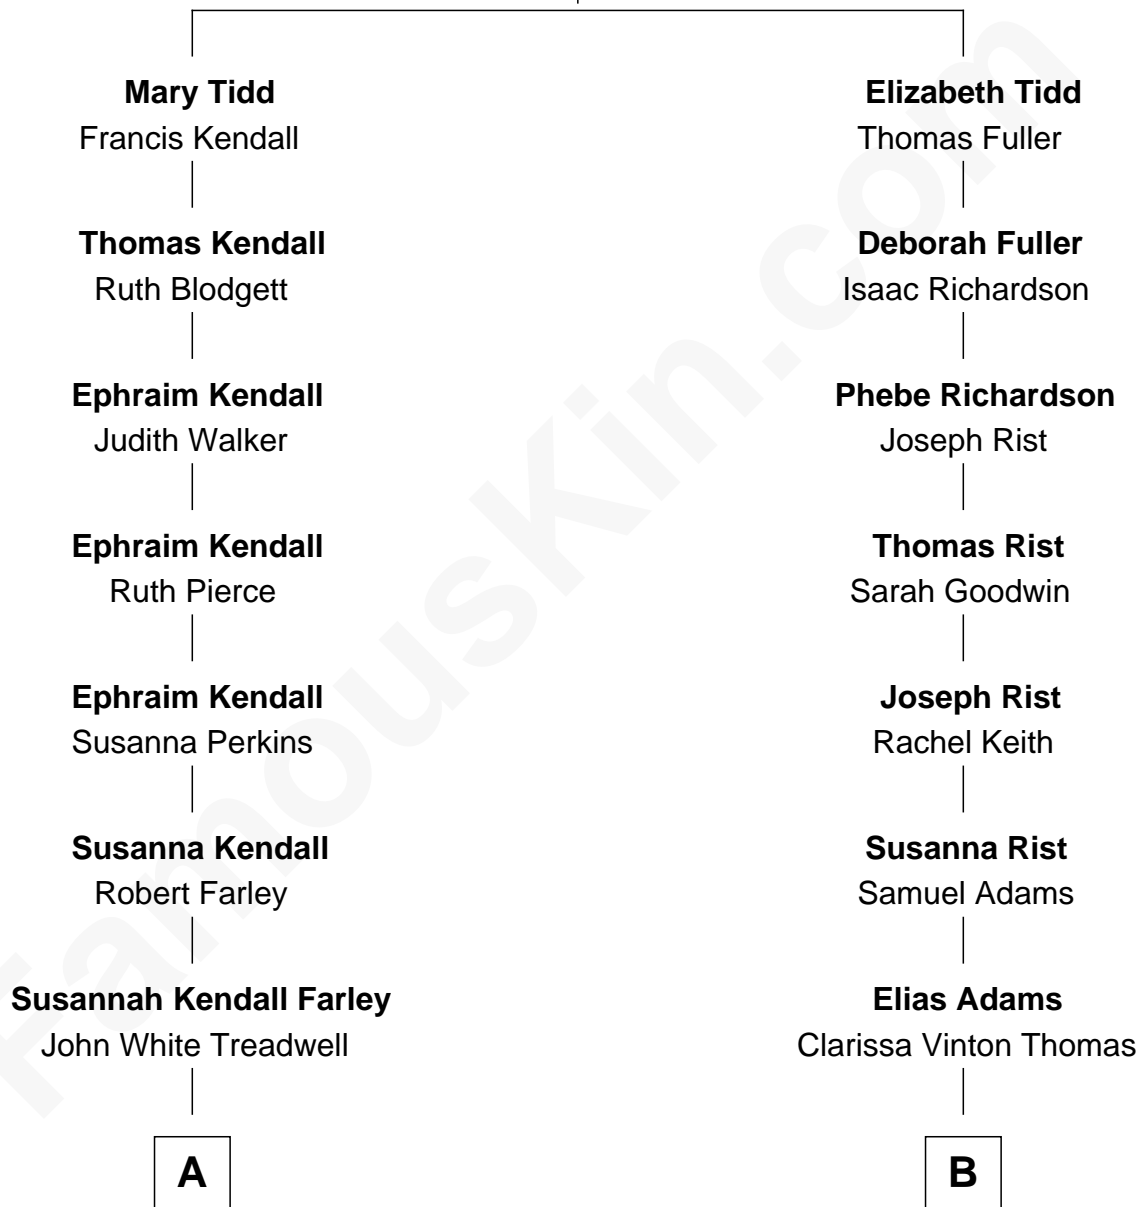 Mary Tidd
Francis Kendall
Thomas Kendall
Ruth Blodgett
Ephraim Kendall
Judith Walker
Ephraim Kendall
Ruth Pierce
Ephraim Kendall
Susanna Perkins
Susanna Kendall
Robert Farley
Susannah Kendall Farley
John White Treadwell
A
Elizabeth Tidd
Thomas Fuller
Deborah Fuller
Isaac Richardson
Phebe Richardson
Joseph Rist
Thomas Rist
Sarah Goodwin
Joseph Rist
Rachel Keith
Susanna Rist
Samuel Adams
Elias Adams
Clarissa Vinton Thomas
B
FamousKin.com